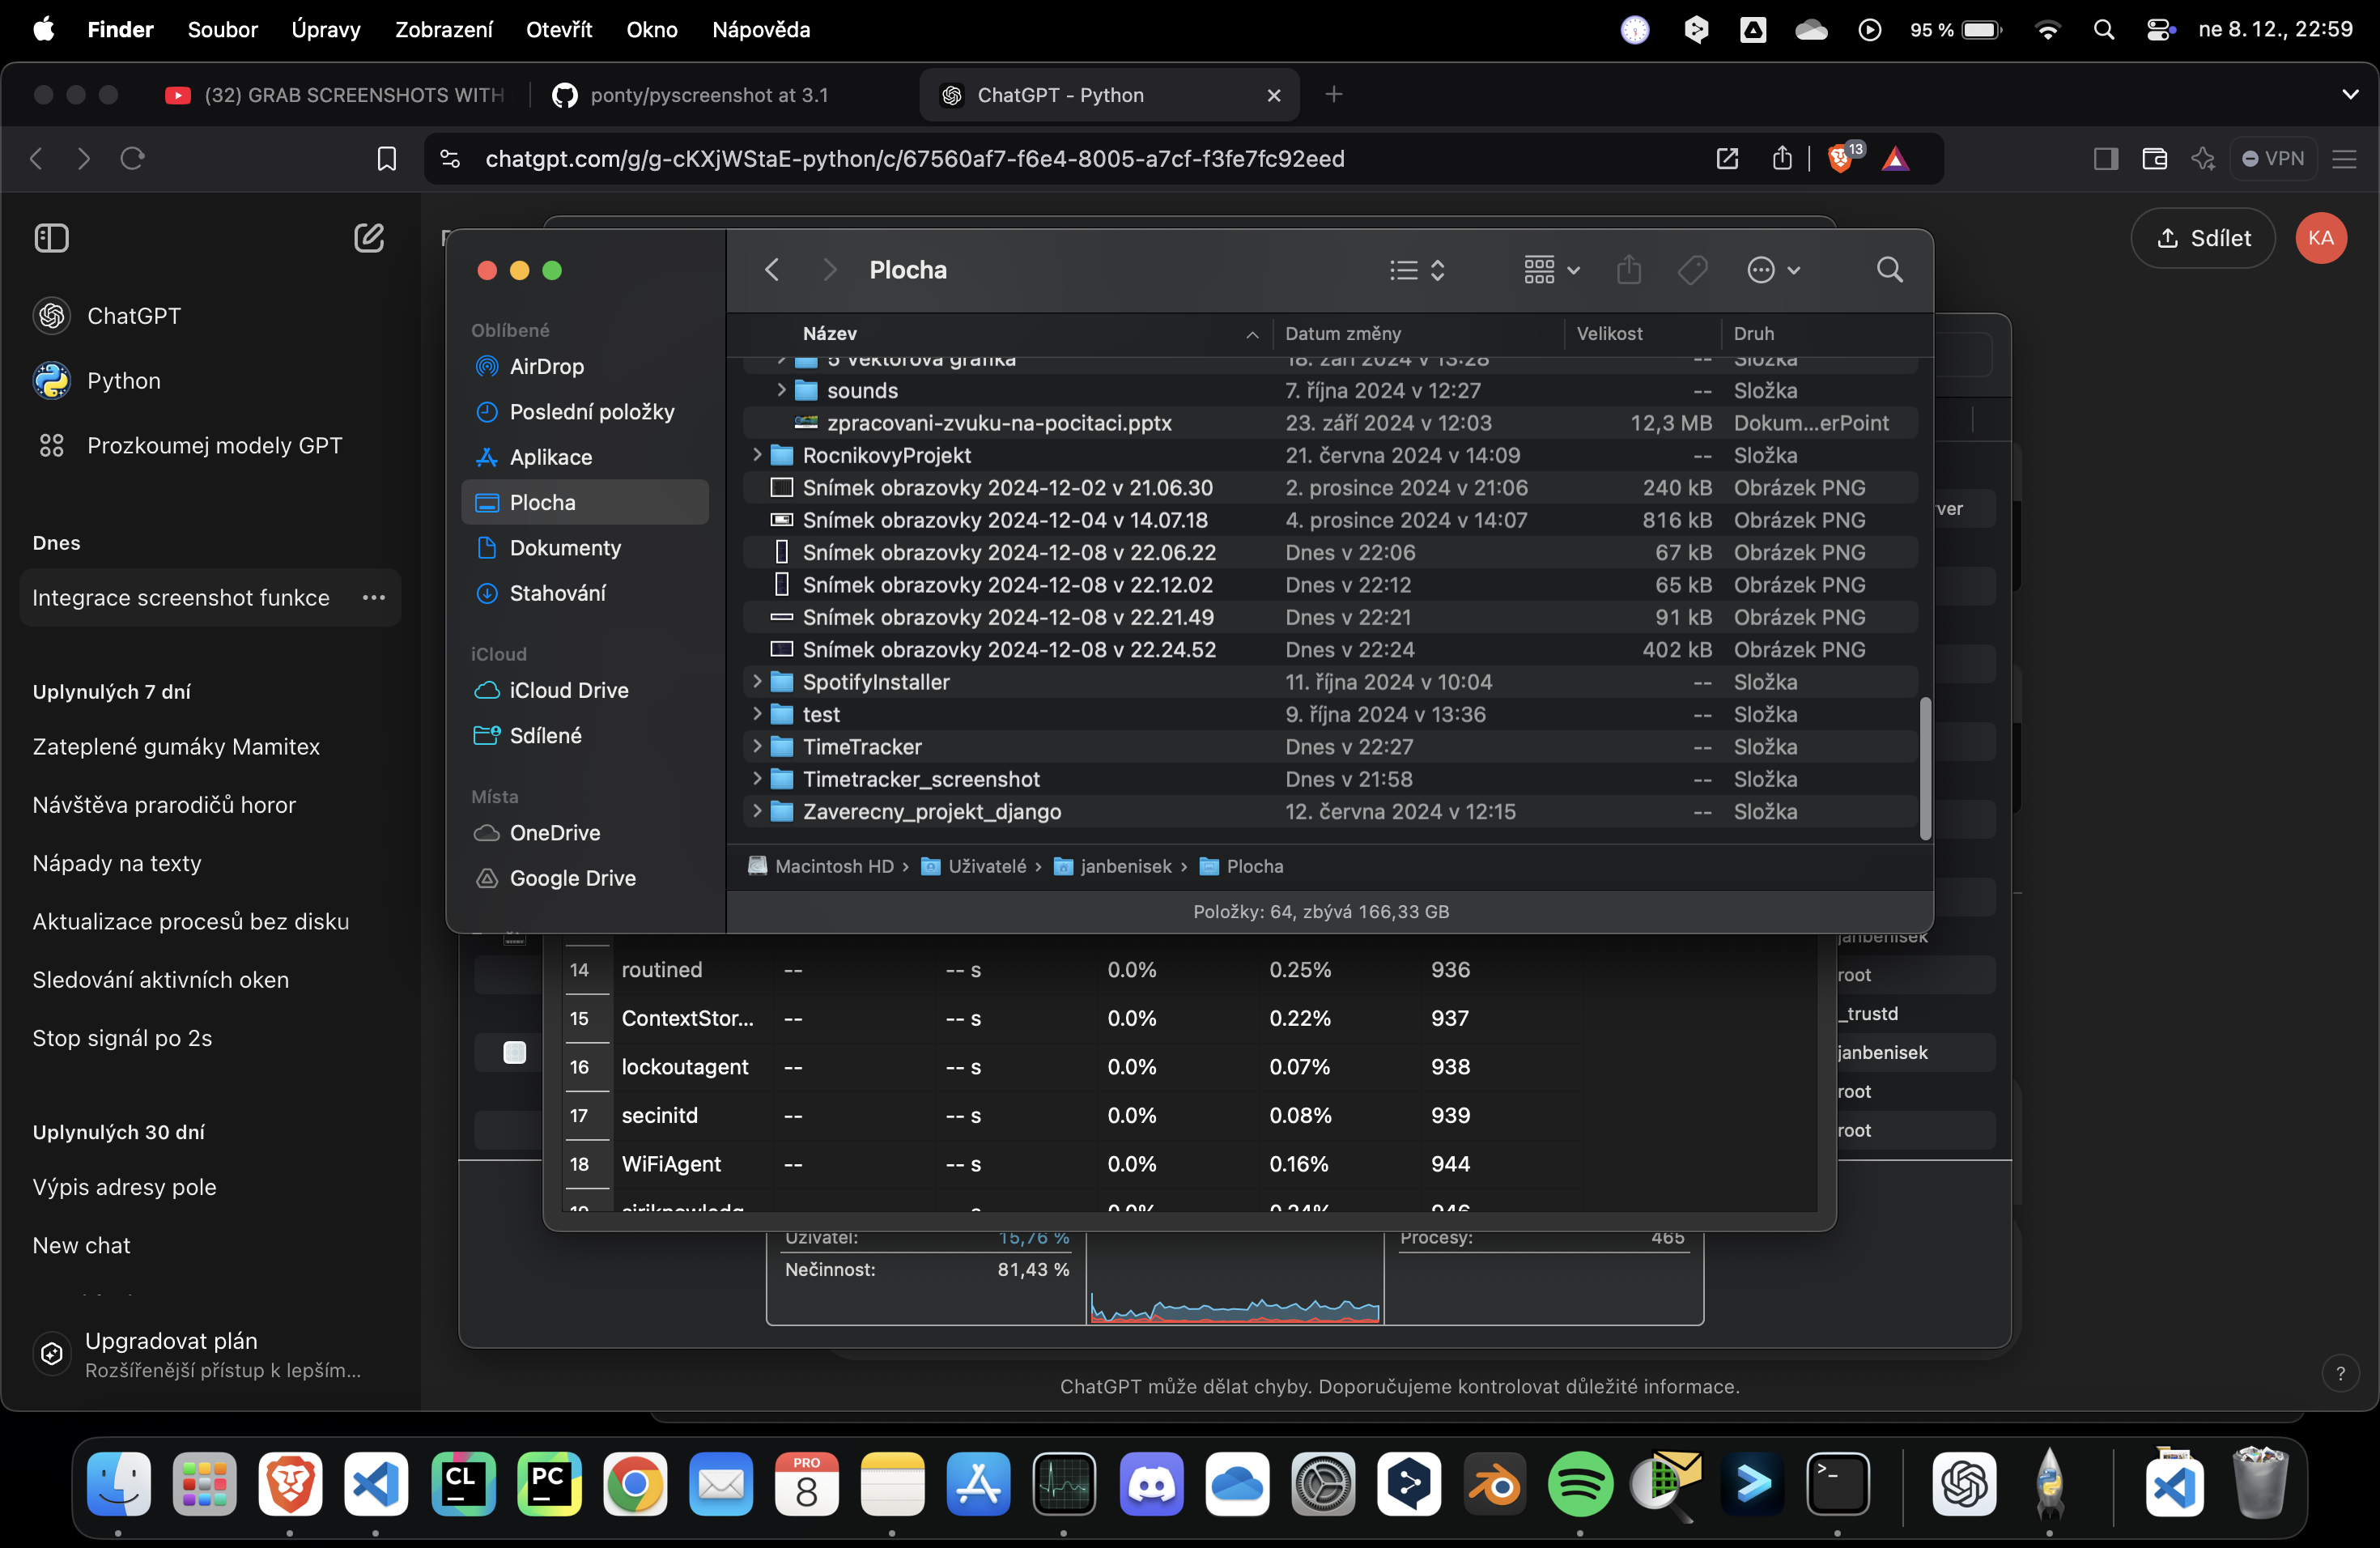 Finder Soubor Úpravy Zobrazení Otevřít Okno Nápověda 95 % ne 8. 12., 22:59
(32) GRAB SCREENSHOTS WITH ponty/pyscreenshot at 3.1 ChatGPT - Python
chatgpt.com/g/g-cKXjWStaE-python/c/67560af7-f6e4-8005-a7cf-f3fe7fc92eed 13 VPN
Sdílet KA
ChatGPT
Python
Prozkoumej modely GPT
Dnes
Integrace screenshot funkce
Uplynulých 7 dní
Zateplené gumáky Mamitex
Návštěva prarodičů horor
Nápady na texty
Aktualizace procesů bez disku
Sledování aktivních oken
Stop signál po 2s
Uplynulých 30 dní
Výpis adresy pole
New chat
Upgradovat plán
Rozšířenější přístup k lepším...
Oblíbené
AirDrop
Poslední položky
Aplikace
Plocha
Dokumenty
Stahování
iCloud
iCloud Drive
Sdílené
Místa
OneDrive
Google Drive
Plocha
Název Datum změny Velikost Druh
5 Vektorová grafika 18. září 2024 v 13:28 -- Složka
sounds 7. října 2024 v 12:27 -- Složka
zpracovani-zvuku-na-pocitaci.pptx 23. září 2024 v 12:03 12,3 MB Dokum...erPoint
RocnikovyProjekt 21. června 2024 v 14:09 -- Složka
Snímek obrazovky 2024-12-02 v 21.06.30 2. prosince 2024 v 21:06 240 kB Obrázek PNG
Snímek obrazovky 2024-12-04 v 14.07.18 4. prosince 2024 v 14:07 816 kB Obrázek PNG
Snímek obrazovky 2024-12-08 v 22.06.22 Dnes v 22:06 67 kB Obrázek PNG
Snímek obrazovky 2024-12-08 v 22.12.02 Dnes v 22:12 65 kB Obrázek PNG
Snímek obrazovky 2024-12-08 v 22.21.49 Dnes v 22:21 91 kB Obrázek PNG
Snímek obrazovky 2024-12-08 v 22.24.52 Dnes v 22:24 402 kB Obrázek PNG
SpotifyInstaller 11. října 2024 v 10:04 -- Složka
test 9. října 2024 v 13:36 -- Složka
TimeTracker Dnes v 22:27 -- Složka
Timetracker_screenshot Dnes v 21:58 -- Složka
Zaverecny_projekt_django 12. června 2024 v 12:15 -- Složka
Macintosh HD › Uživatelé › janbenisek › Plocha
Položky: 64, zbývá 166,33 GB
14 routined -- -- s 0.0% 0.25% 936
15 ContextStor... -- -- s 0.0% 0.22% 937
16 lockoutagent -- -- s 0.0% 0.07% 938
17 secinitd -- -- s 0.0% 0.08% 939
18 WiFiAgent -- -- s 0.0% 0.16% 944
ver
janbenisek
root
_trustd
janbenisek
root
root
Uživatel: 15,76 % Procesy: 465
Nečinnost: 81,43 %
ChatGPT může dělat chyby. Doporučujeme kontrolovat důležité informace.
?
CL PC PRO 8